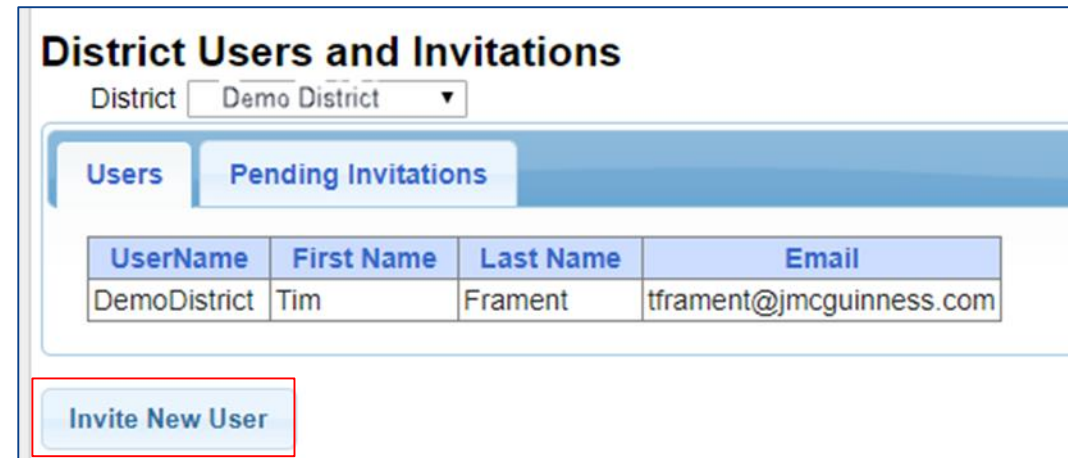 District Users and Invitations
District Demo District
Users Pending Invitations
UserName First Name Last Name Email
DemoDistrict Tim Frament tframent@jmcguinness.com
Invite New User